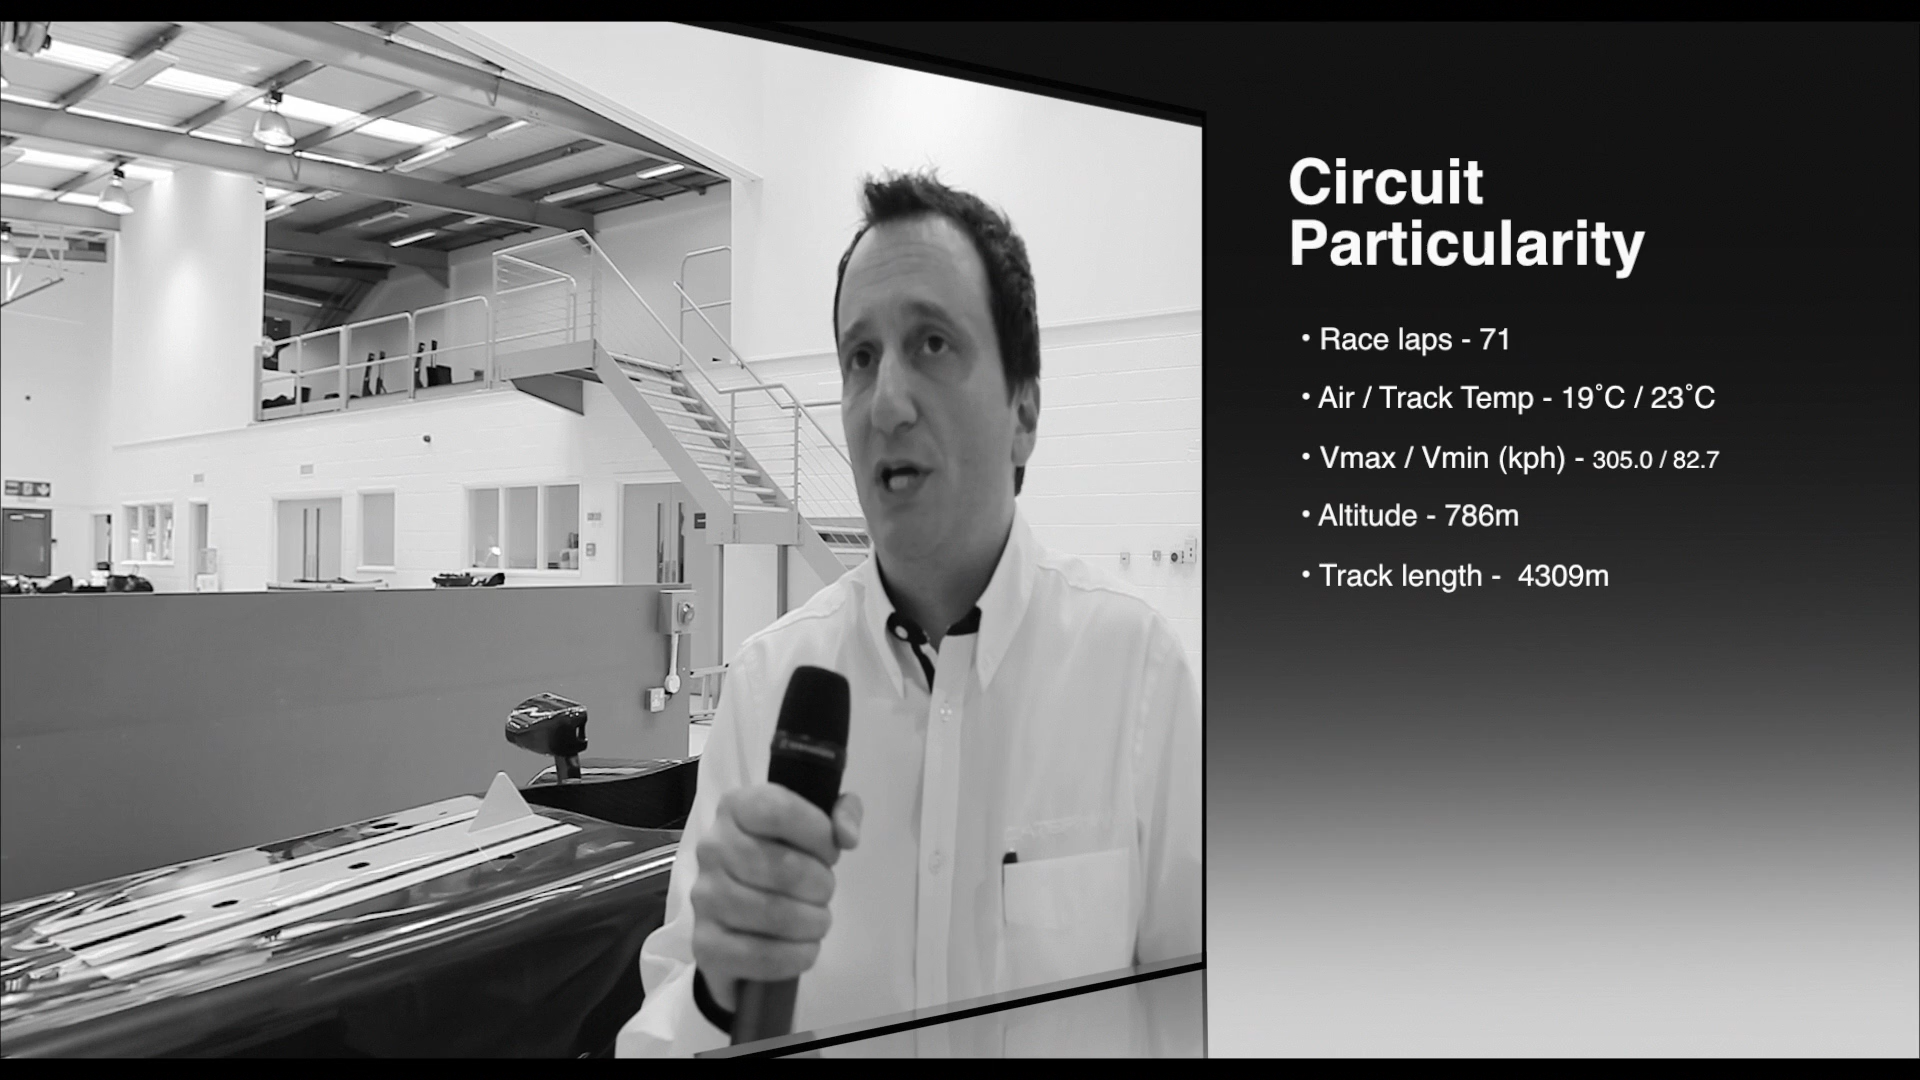 Circuit
Particularity
• Race laps - 71
• Air / Track Temp - 19˚C / 23˚C
• Vmax / Vmin (kph) - 305.0 / 82.7
• Altitude - 786m
• Track length - 4309m